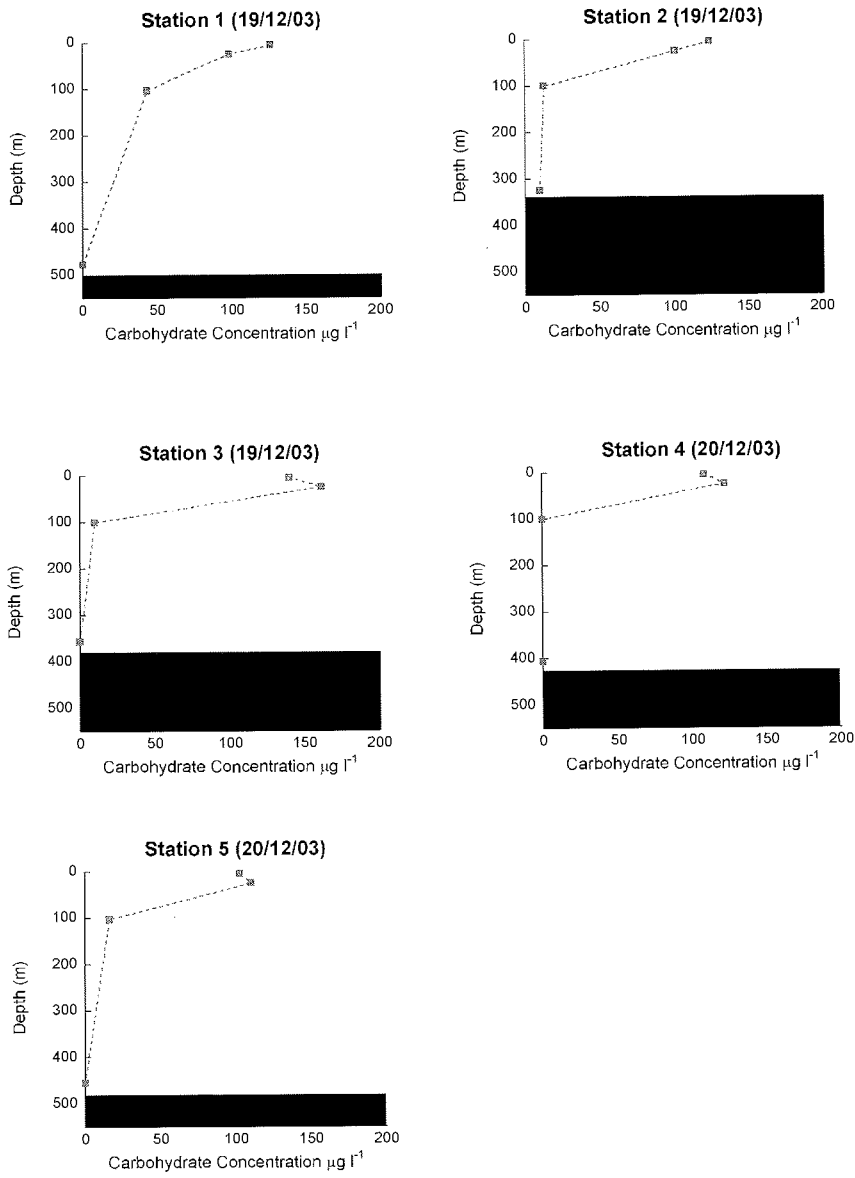 Station 1 (19/12/03)
0
100
200
300
400
500
Depth (m)
0 50 100 150 200
Carbohydrate Concentration μg l⁻¹
Station 2 (19/12/03)
0
100
200
300
400
500
Depth (m)
0 50 100 150 200
Carbohydrate Concentration μg l⁻¹
Station 3 (19/12/03)
0
100
200
300
400
500
Depth (m)
0 50 100 150 200
Carbohydrate Concentration μg l⁻¹
Station 4 (20/12/03)
0
100
200
300
400
500
Depth (m)
0 50 100 150 200
Carbohydrate Concentration μg l⁻¹
Station 5 (20/12/03)
0
100
200
300
400
500
Depth (m)
0 50 100 150 200
Carbohydrate Concentration μg l⁻¹